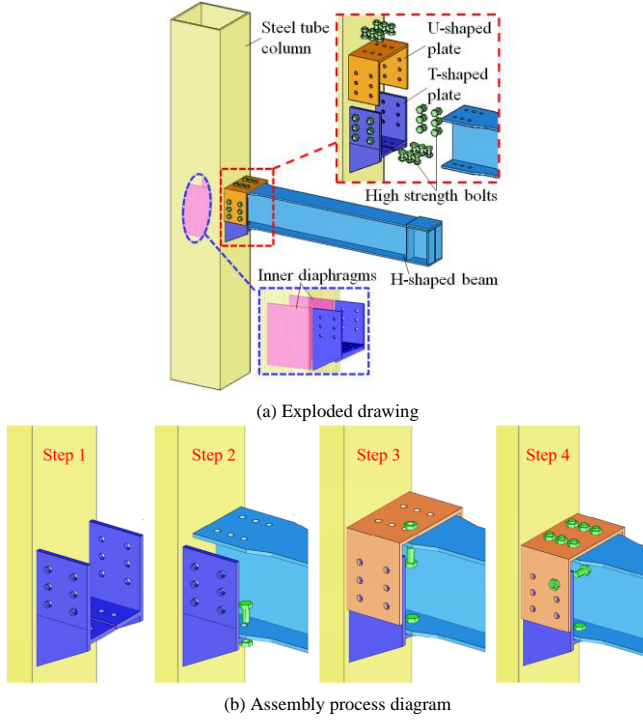 Steel tube
column
U-shaped
plate
T-shaped
plate
High strength bolts
H-shaped beam
Inner diaphragms
(a) Exploded drawing
Step 1
Step 2
Step 3
Step 4
(b) Assembly process diagram